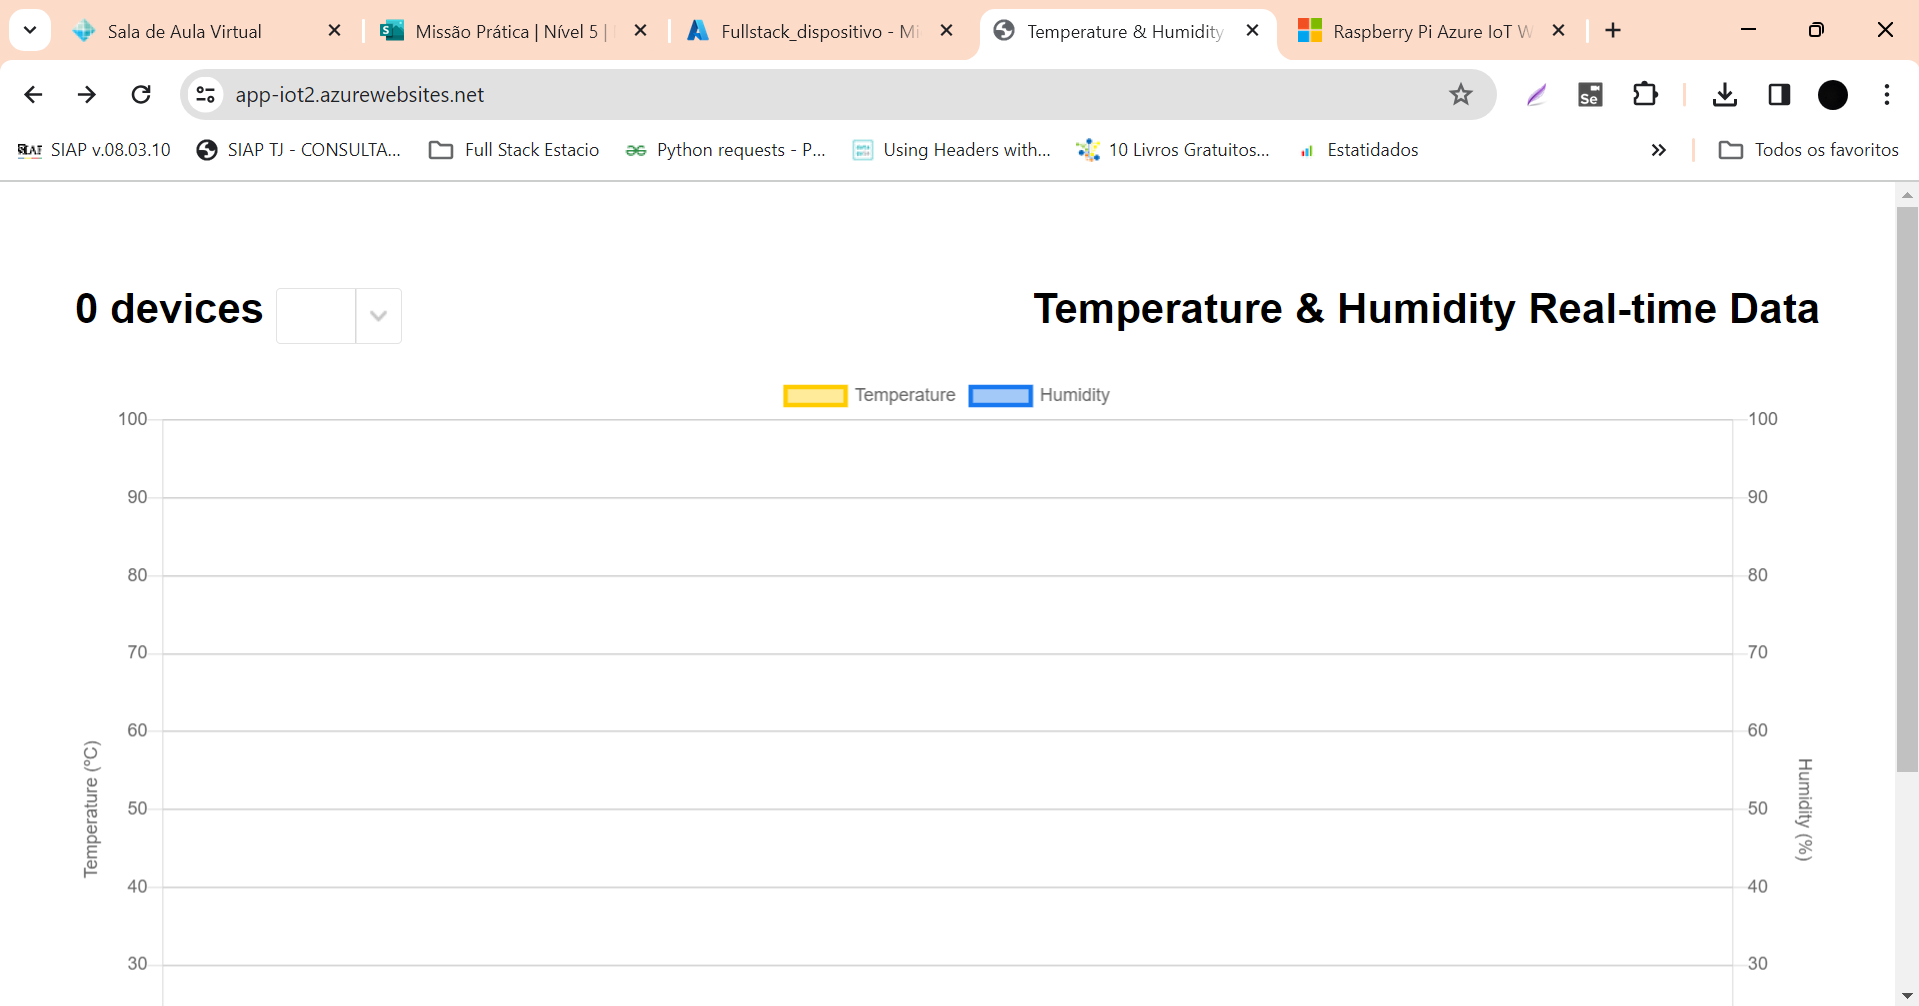 Sala de Aula Virtual
Missão Prática | Nível 5 |
Fullstack_dispositivo - Mi
Temperature & Humidity
Raspberry Pi Azure IoT W
app-iot2.azurewebsites.net
Se
SIAP v.08.03.10
SIAP TJ - CONSULTA...
Full Stack Estacio
Python requests - P...
Using Headers with...
10 Livros Gratuitos...
Estatidados
Todos os favoritos
0 devices
Temperature & Humidity Real-time Data
Temperature
Humidity
100 100
90 90
80 80
70 70
60 60
50 50
40 40
30 30
Temperature (ºC)
Humidity (%)